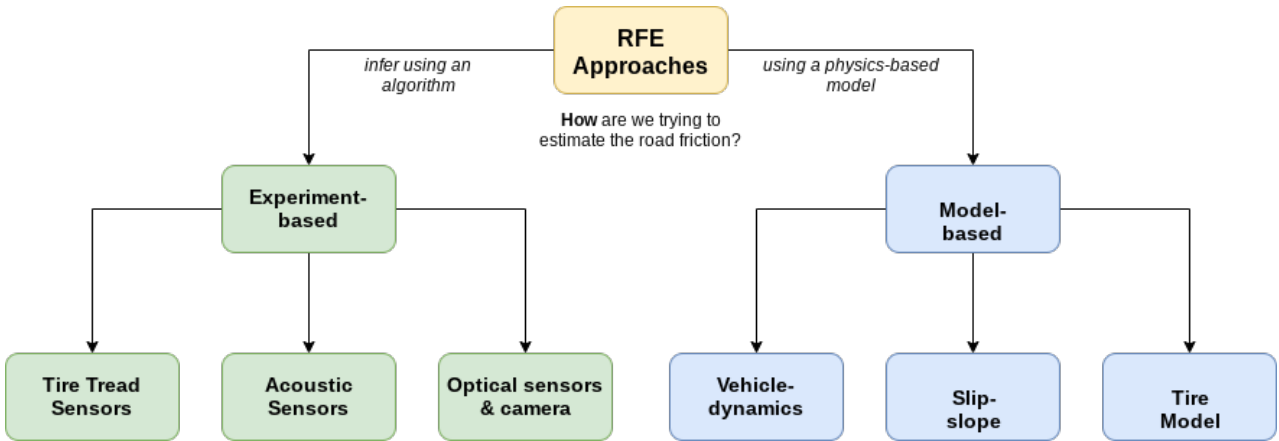 RFE
Approaches
infer using an
algorithm
using a physics-based
model
How are we trying to
estimate the road friction?
Experiment-
based
Model-
based
Tire Tread
Sensors
Acoustic
Sensors
Optical sensors
& camera
Vehicle-
dynamics
Slip-
slope
Tire
Model